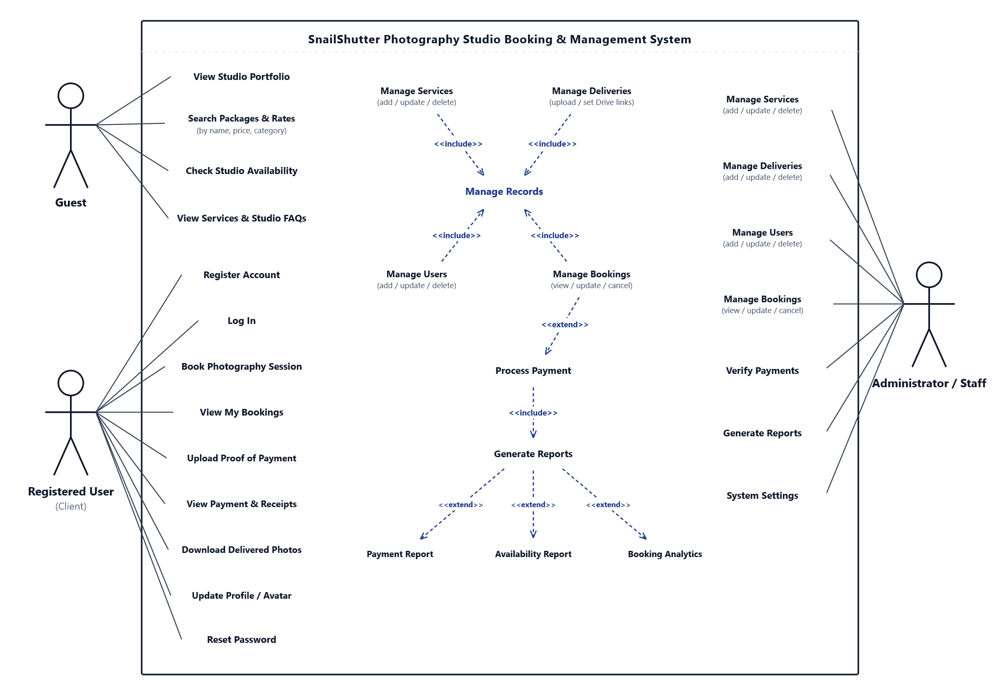 SnailShutter Photography Studio Booking & Management System
Guest
View Studio Portfolio
Search Packages & Rates
(by name, price, category)
Check Studio Availability
View Services & Studio FAQs
Registered User
(Client)
Register Account
Log In
Book Photography Session
View My Bookings
Upload Proof of Payment
View Payment & Receipts
Download Delivered Photos
Update Profile / Avatar
Reset Password
Manage Services
(add / update / delete)
Manage Deliveries
(upload / set Drive links)
<<include>>
<<include>>
Manage Records
<<include>>
<<include>>
Manage Users
(add / update / delete)
Manage Bookings
(view / update / cancel)
<<extend>>
Process Payment
<<include>>
Generate Reports
<<extend>>
<<extend>>
<<extend>>
Payment Report
Availability Report
Booking Analytics
Manage Services
(add / update / delete)
Manage Deliveries
(add / update / delete)
Manage Users
(add / update / delete)
Manage Bookings
(view / update / cancel)
Verify Payments
Generate Reports
System Settings
Administrator / Staff